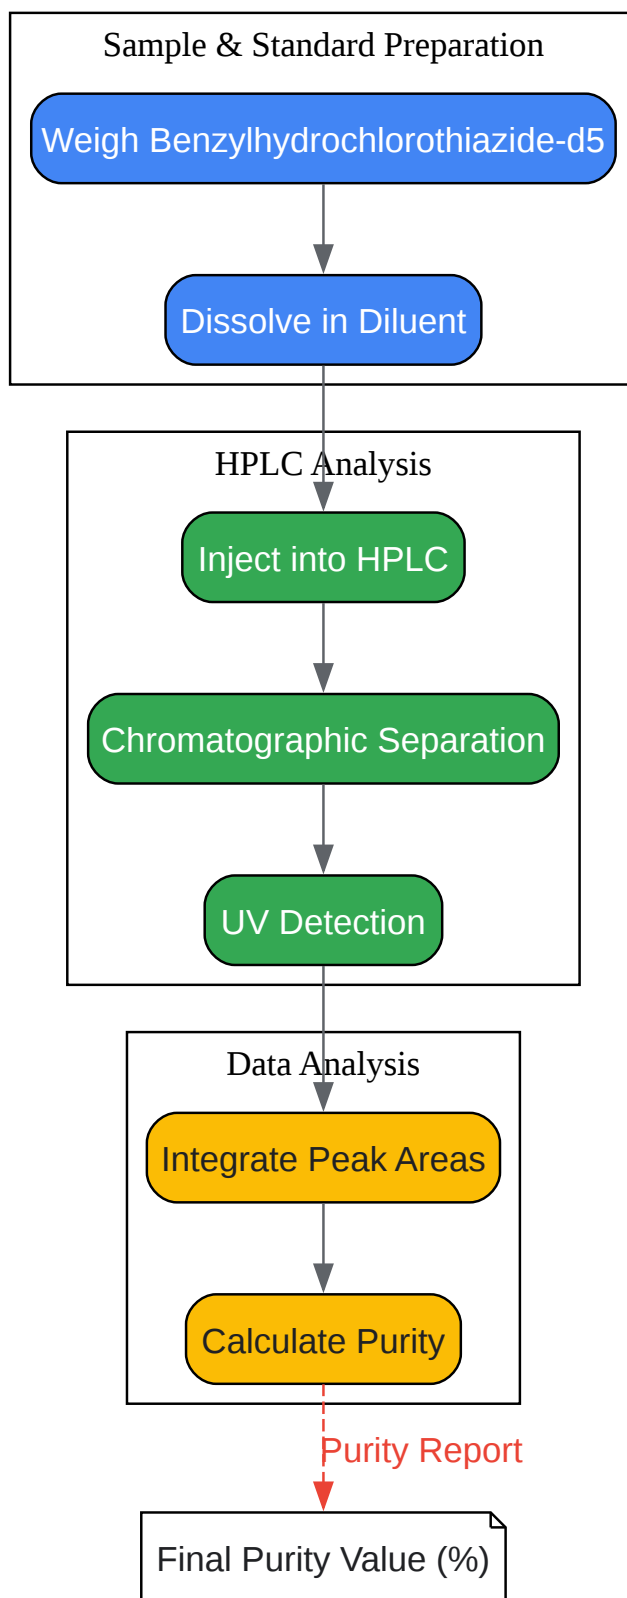 Sample & Standard Preparation
Weigh Benzylhydrochlorothiazide-d5
Dissolve in Diluent
HPLC Analysis
Inject into HPLC
Chromatographic Separation
UV Detection
Data Analysis
Integrate Peak Areas
Calculate Purity
Purity Report
Final Purity Value (%)